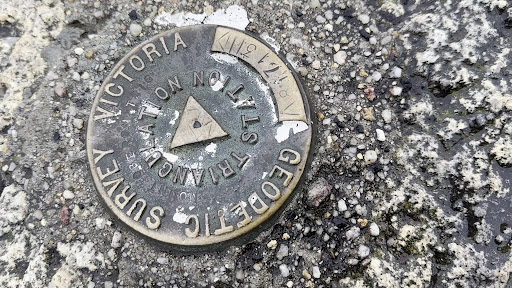 GEODETIC SURVEY VICTORIA
TRIANGULATION STATION